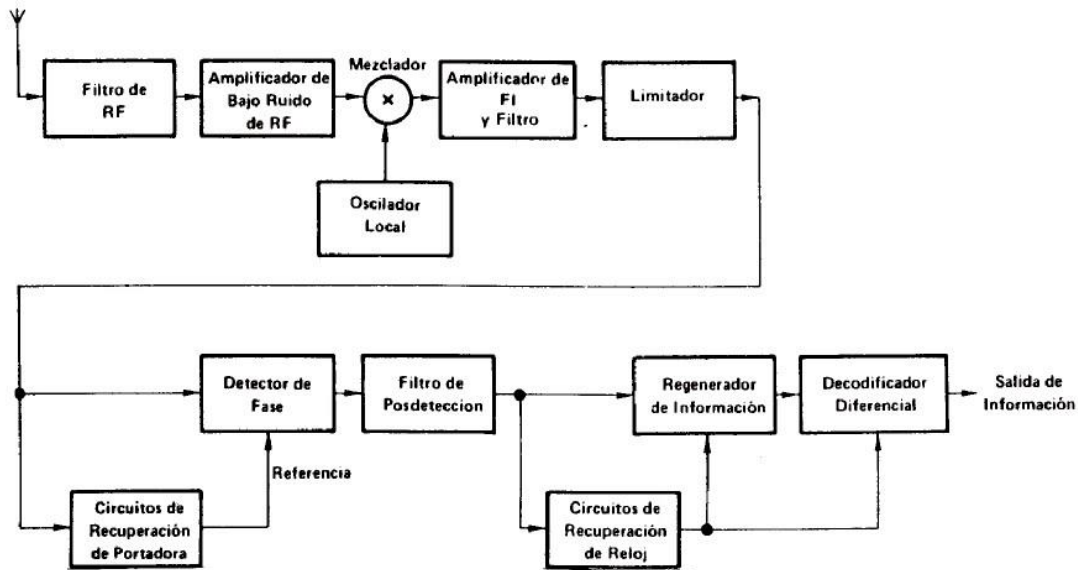 Filtro de
RF
Amplificador de
Bajo Ruido
de RF
Mezclador
×
Amplificador de
FI
y Filtro
Limitador
Oscilador
Local
Detector de
Fase
Filtro de
Posdeteccion
Regenerador
de Información
Decodificador
Diferencial
Salida de
Información
Referencia
Circuitos de
Recuperación
de Portadora
Circuitos de
Recuperación
de Reloj